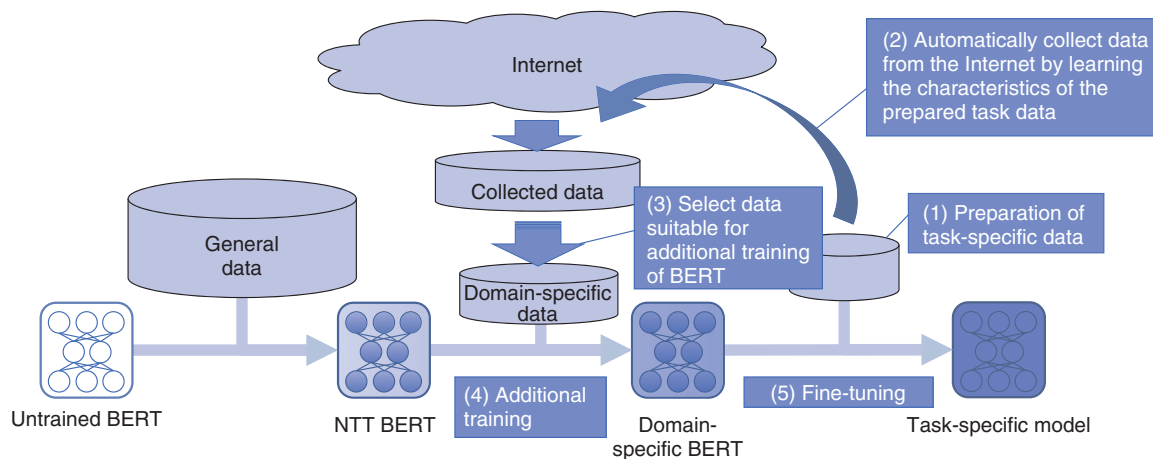 Internet
(2) Automatically collect data
from the Internet by learning
the characteristics of the
prepared task data
Collected data
(3) Select data
suitable for
additional training
of BERT
(1) Preparation of
task-specific data
General
data
Domain-specific
data
Untrained BERT
NTT BERT
(4) Additional
training
Domain-
specific BERT
(5) Fine-tuning
Task-specific model